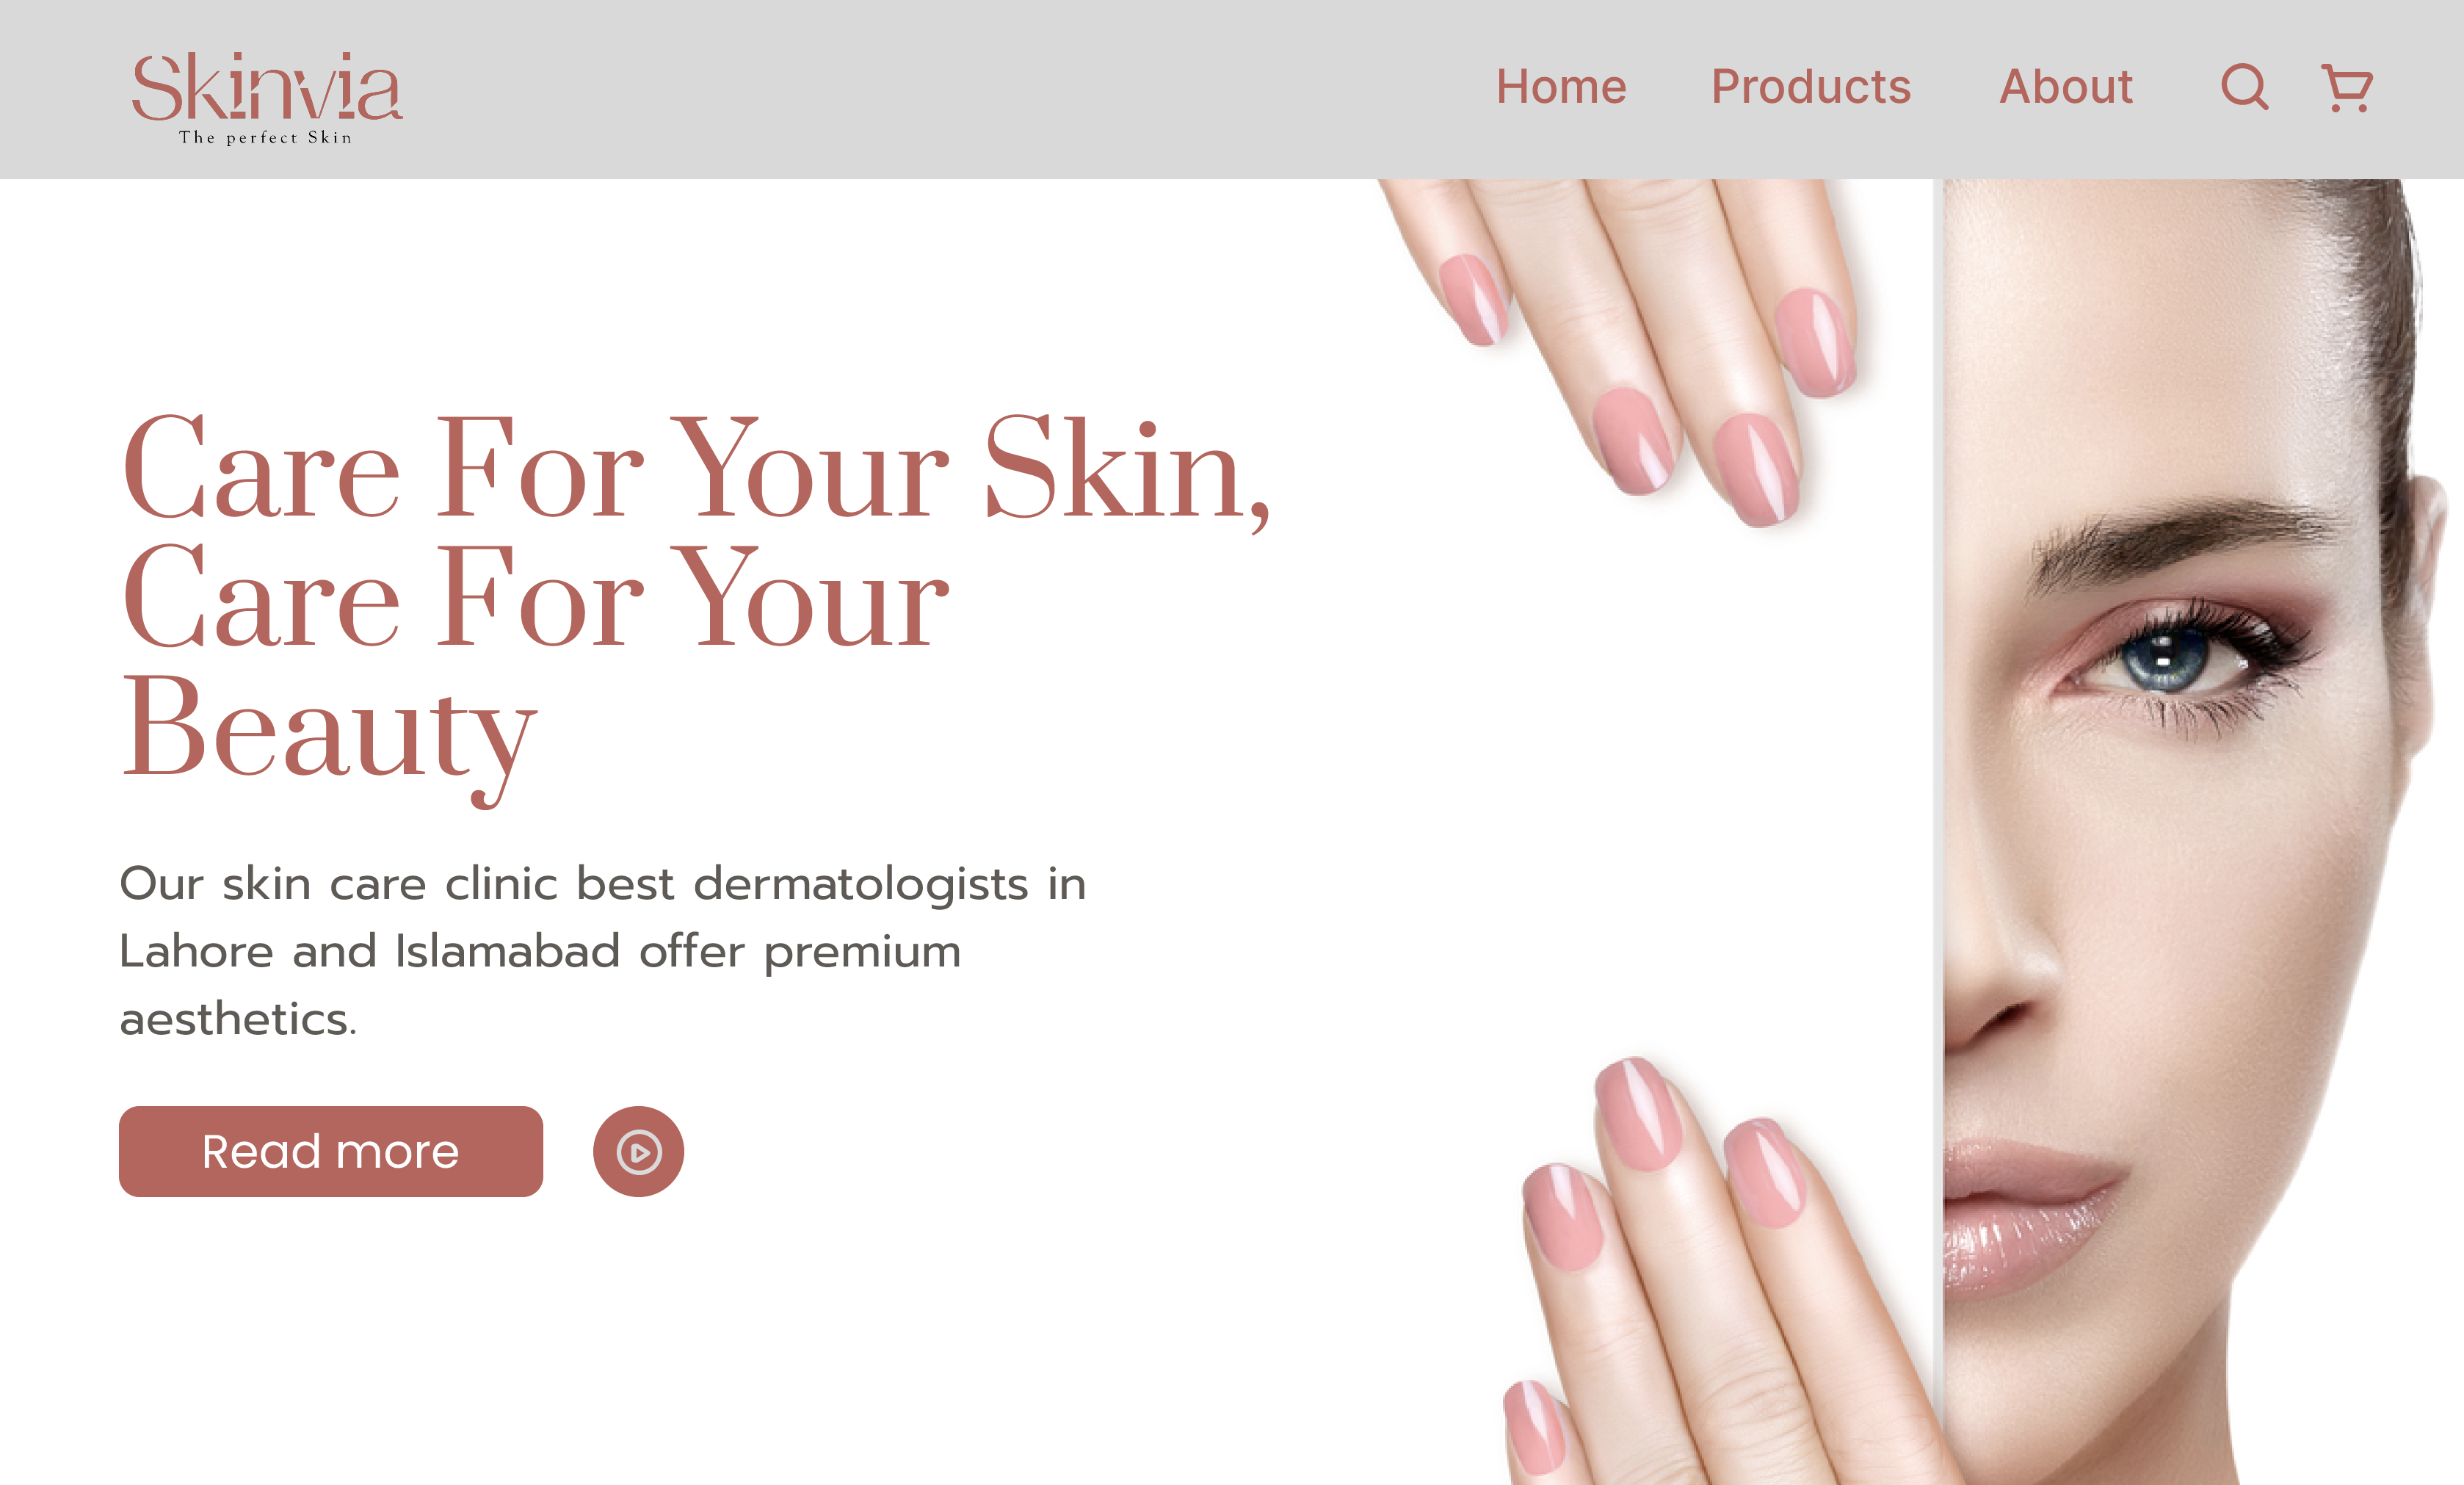 Skinvia
The perfect Skin
Home Products About
Care For Your Skin,
Care For Your
Beauty
Our skin care clinic best dermatologists in
Lahore and Islamabad offer premium
aesthetics.
Read more